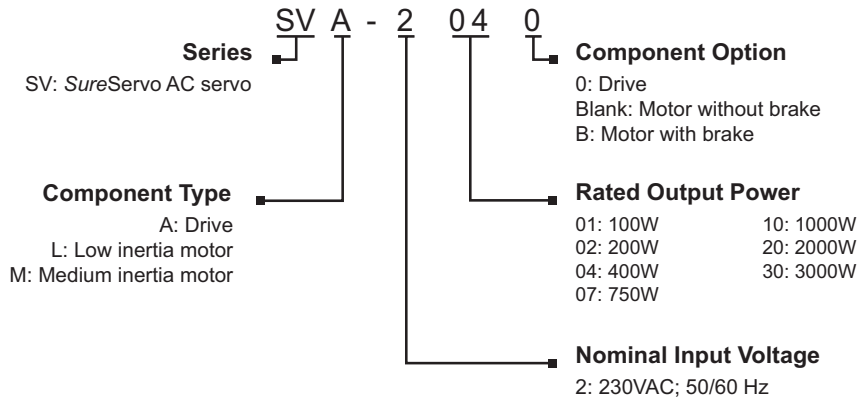 SV A - 2 04 0
Series
SV: SureServo AC servo
Component Type
A: Drive
L: Low inertia motor
M: Medium inertia motor
Component Option
0: Drive
Blank: Motor without brake
B: Motor with brake
Rated Output Power
01: 100W 10: 1000W
02: 200W 20: 2000W
04: 400W 30: 3000W
07: 750W
Nominal Input Voltage
2: 230VAC; 50/60 Hz